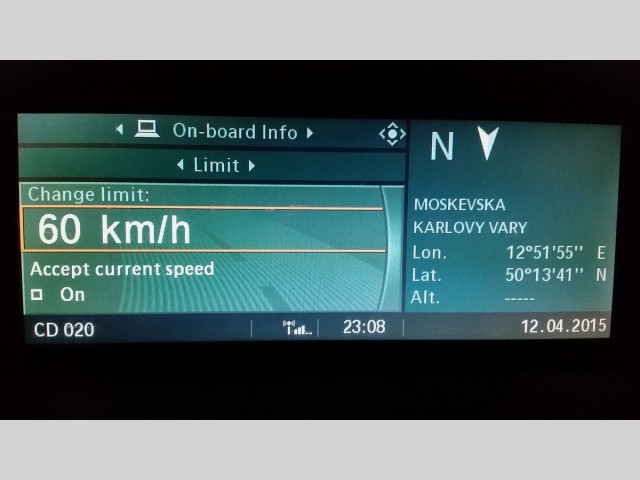 On-board Info
Limit
Change limit:
60 km/h
Accept current speed
On
CD 020
23:08
N
MOSKEVSKA
KARLOVY VARY
Lon. 12°51'55'' E
Lat. 50°13'41'' N
Alt. -----
12.04.2015